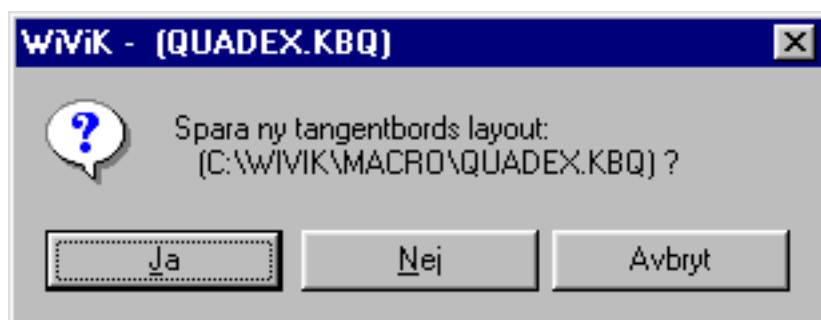 WiViK - (QUADEX.KBQ)
Spara ny tangentbords layout:
(C:\WIVIK\MACRO\QUADEX.KBQ) ?
Ja Nej Avbryt